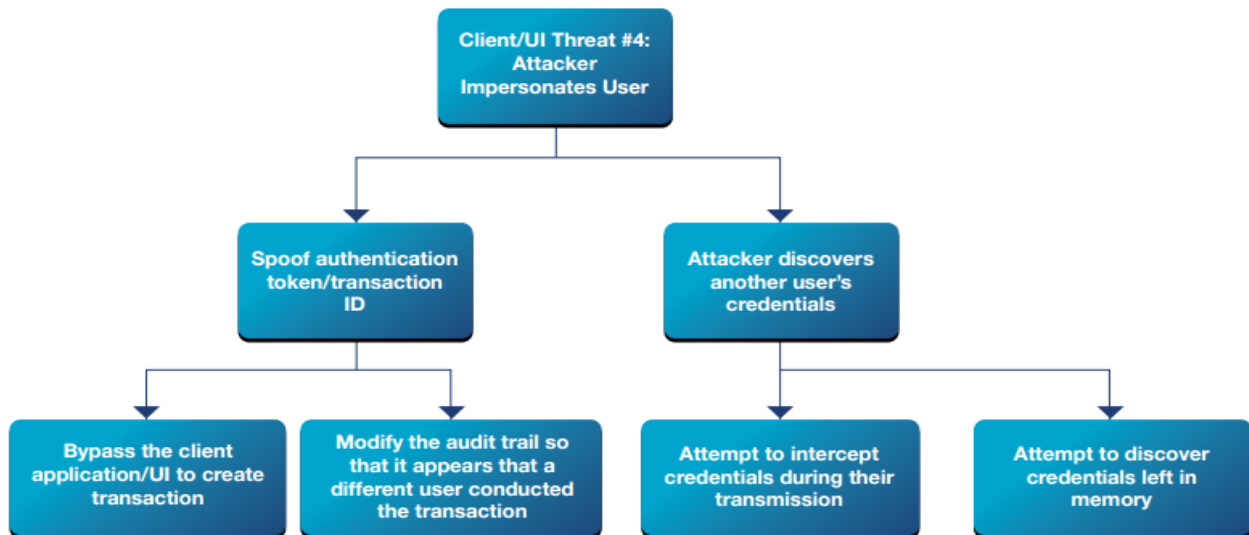 Client/UI Threat #4:
Attacker
Impersonates User
Spoof authentication
token/transaction
ID
Attacker discovers
another user’s
credentials
Bypass the client
application/UI to create
transaction
Modify the audit trail so
that it appears that a
different user conducted
the transaction
Attempt to intercept
credentials during their
transmission
Attempt to discover
credentials left in
memory